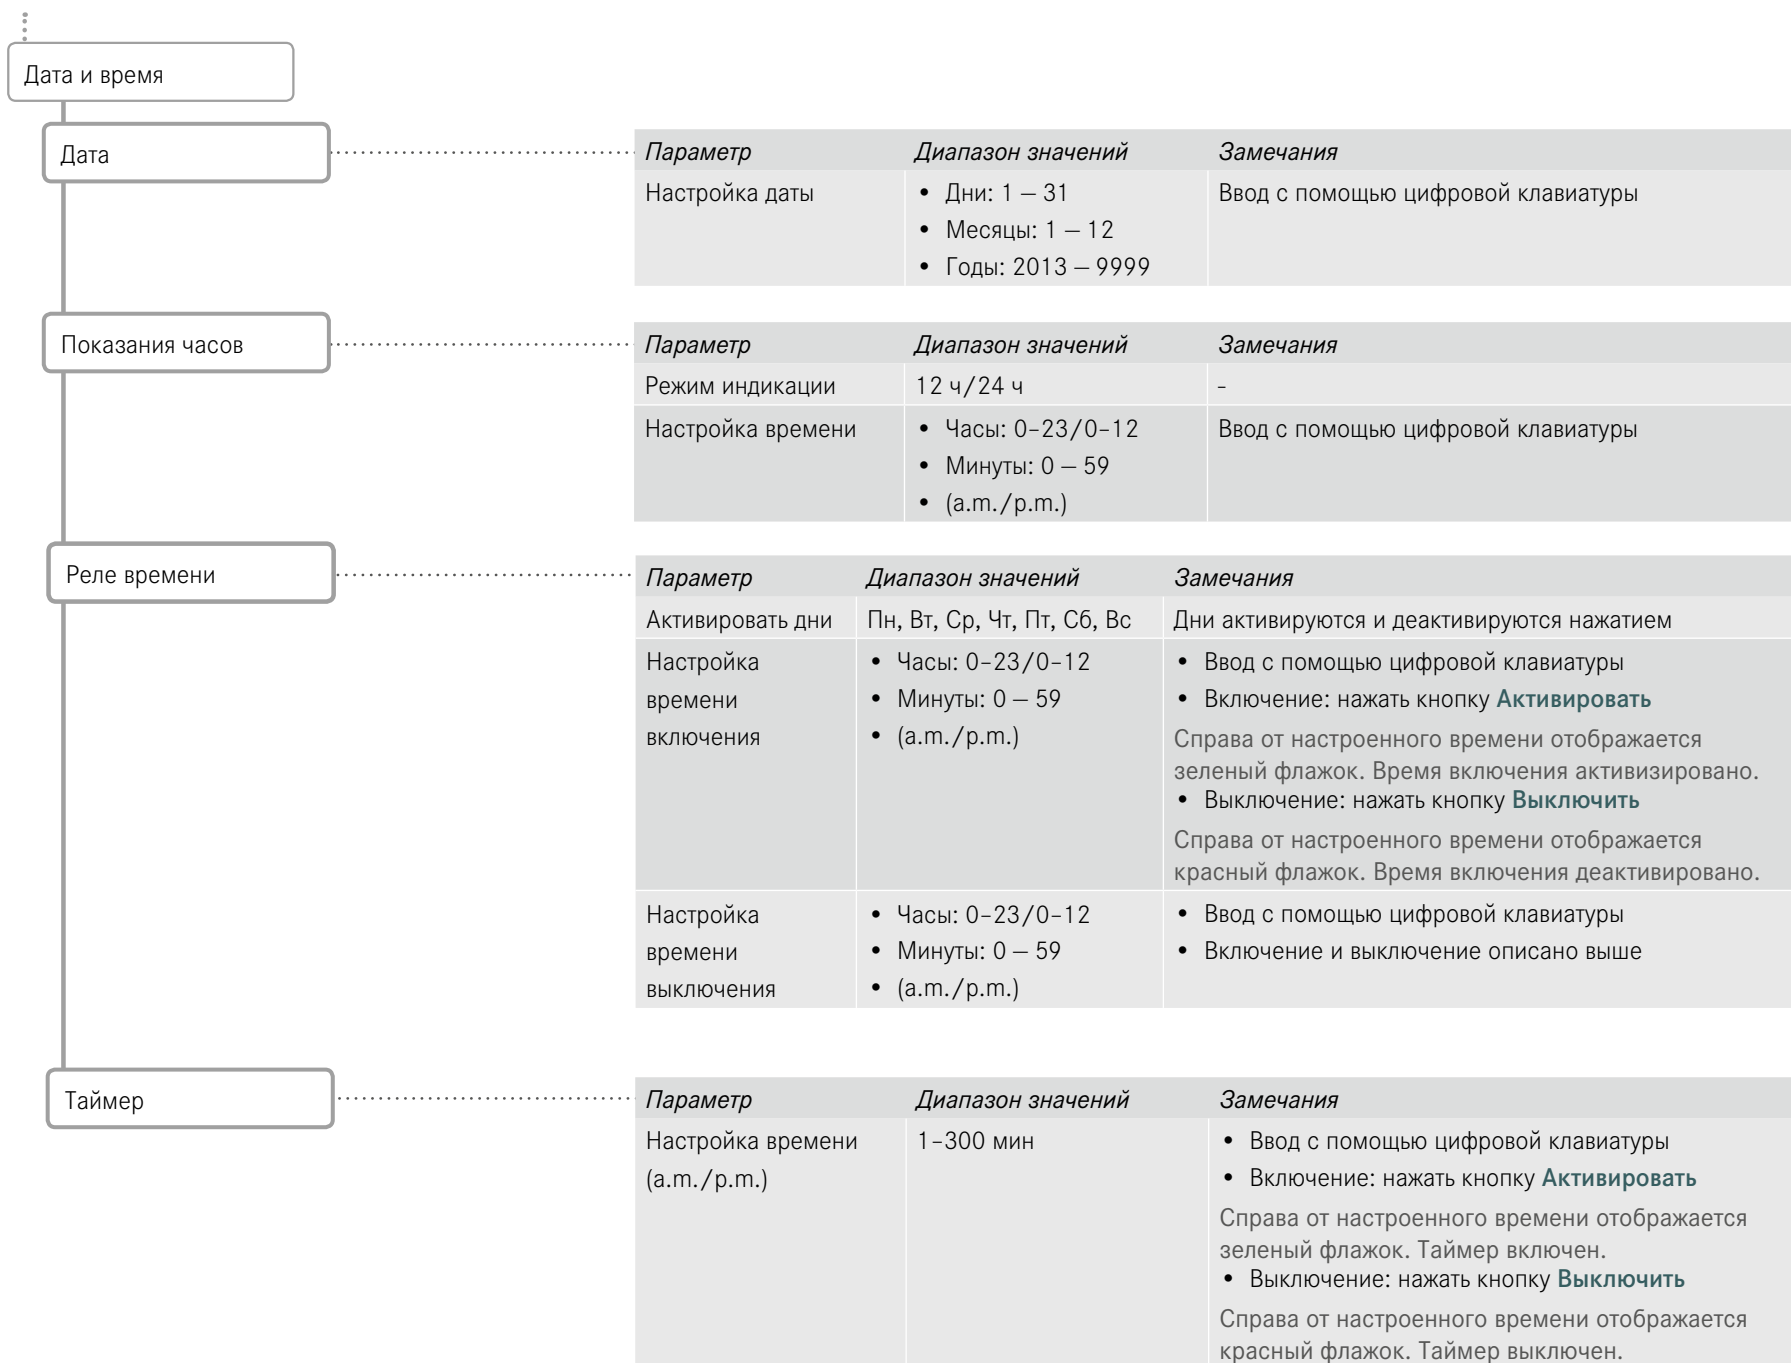 Дата и время
Дата
Параметр Диапазон значений Замечания
Настройка даты • Дни: 1 — 31 Ввод с помощью цифровой клавиатуры
• Месяцы: 1 — 12
• Годы: 2013 — 9999
Показания часов
Параметр Диапазон значений Замечания
Режим индикации 12 ч/24 ч -
Настройка времени • Часы: 0–23/0–12 Ввод с помощью цифровой клавиатуры
• Минуты: 0 — 59
• (a.m./p.m.)
Реле времени
Параметр Диапазон значений Замечания
Активировать дни Пн, Вт, Ср, Чт, Пт, Сб, Вс Дни активируются и деактивируются нажатием
Настройка
времени
включения
• Часы: 0–23/0–12
• Минуты: 0 — 59
• (a.m./p.m.)
• Ввод с помощью цифровой клавиатуры
• Включение: нажать кнопку Активировать
Справа от настроенного времени отображается
зеленый флажок. Время включения активизировано.
• Выключение: нажать кнопку Выключить
Справа от настроенного времени отображается
красный флажок. Время включения деактивировано.
Настройка
времени
выключения
• Часы: 0–23/0–12
• Минуты: 0 — 59
• (a.m./p.m.)
• Ввод с помощью цифровой клавиатуры
• Включение и выключение описано выше
Таймер
Параметр Диапазон значений Замечания
Настройка времени
(a.m./p.m.)
1–300 мин
• Ввод с помощью цифровой клавиатуры
• Включение: нажать кнопку Активировать
Справа от настроенного времени отображается
зеленый флажок. Таймер включен.
• Выключение: нажать кнопку Выключить
Справа от настроенного времени отображается
красный флажок. Таймер выключен.